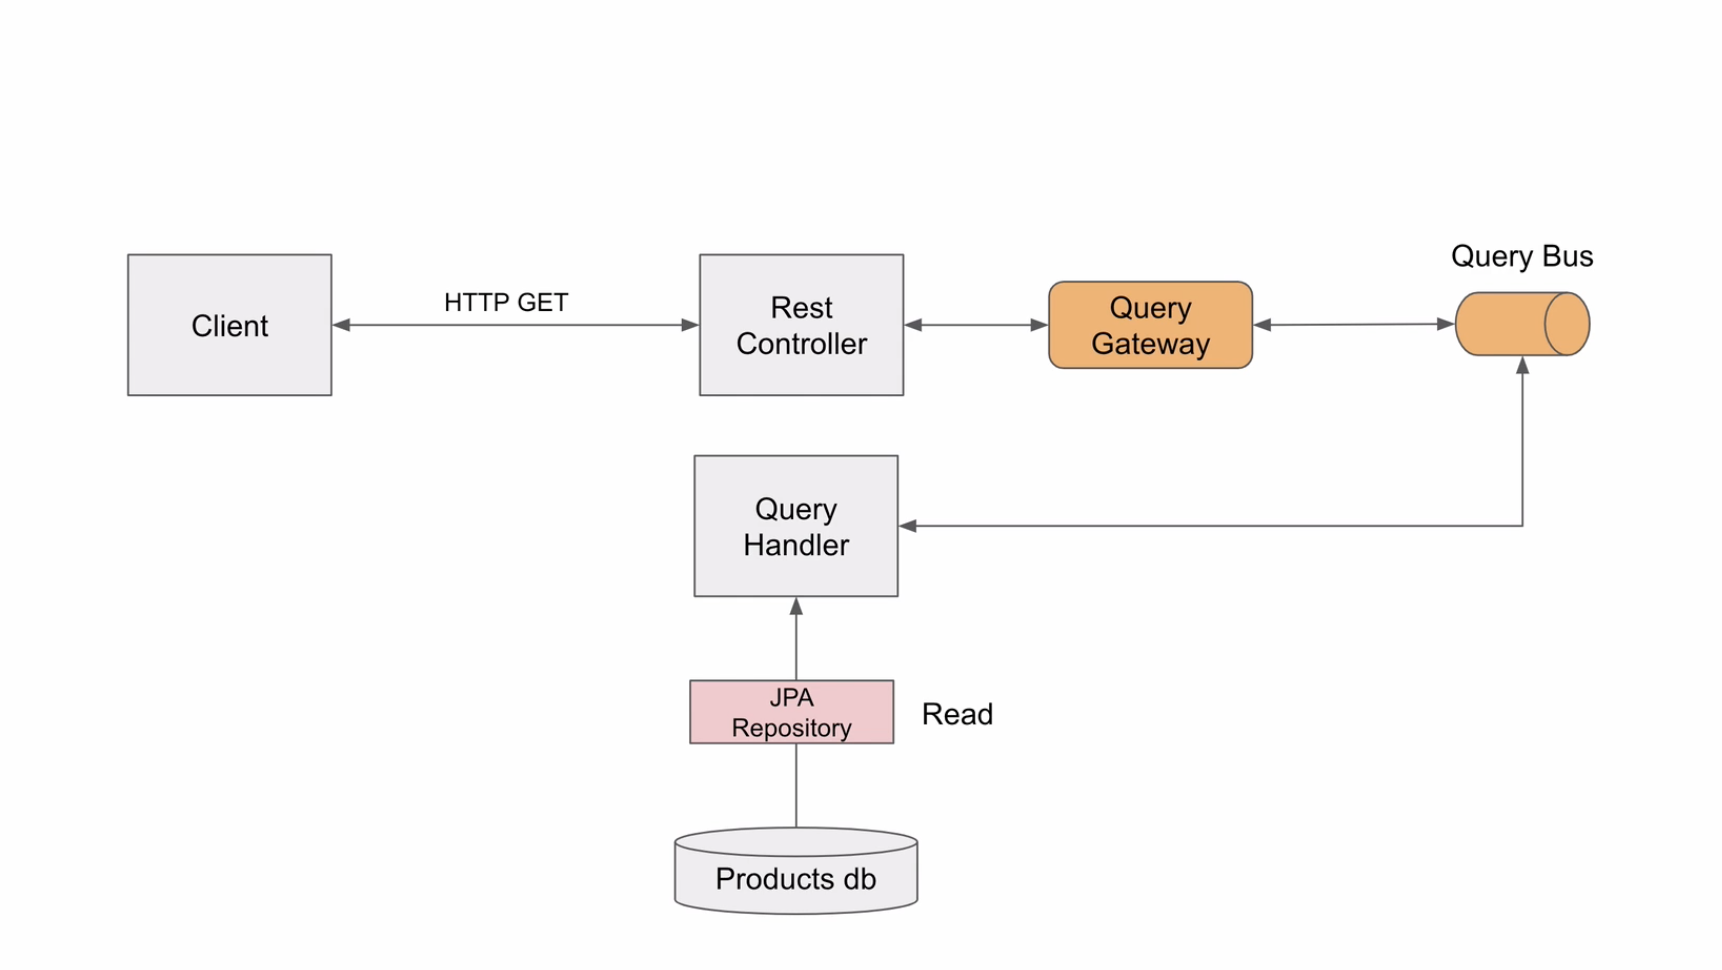 Query Bus
Client
HTTP GET
Rest
Controller
Query
Gateway
Query
Handler
JPA
Repository
Read
Products db